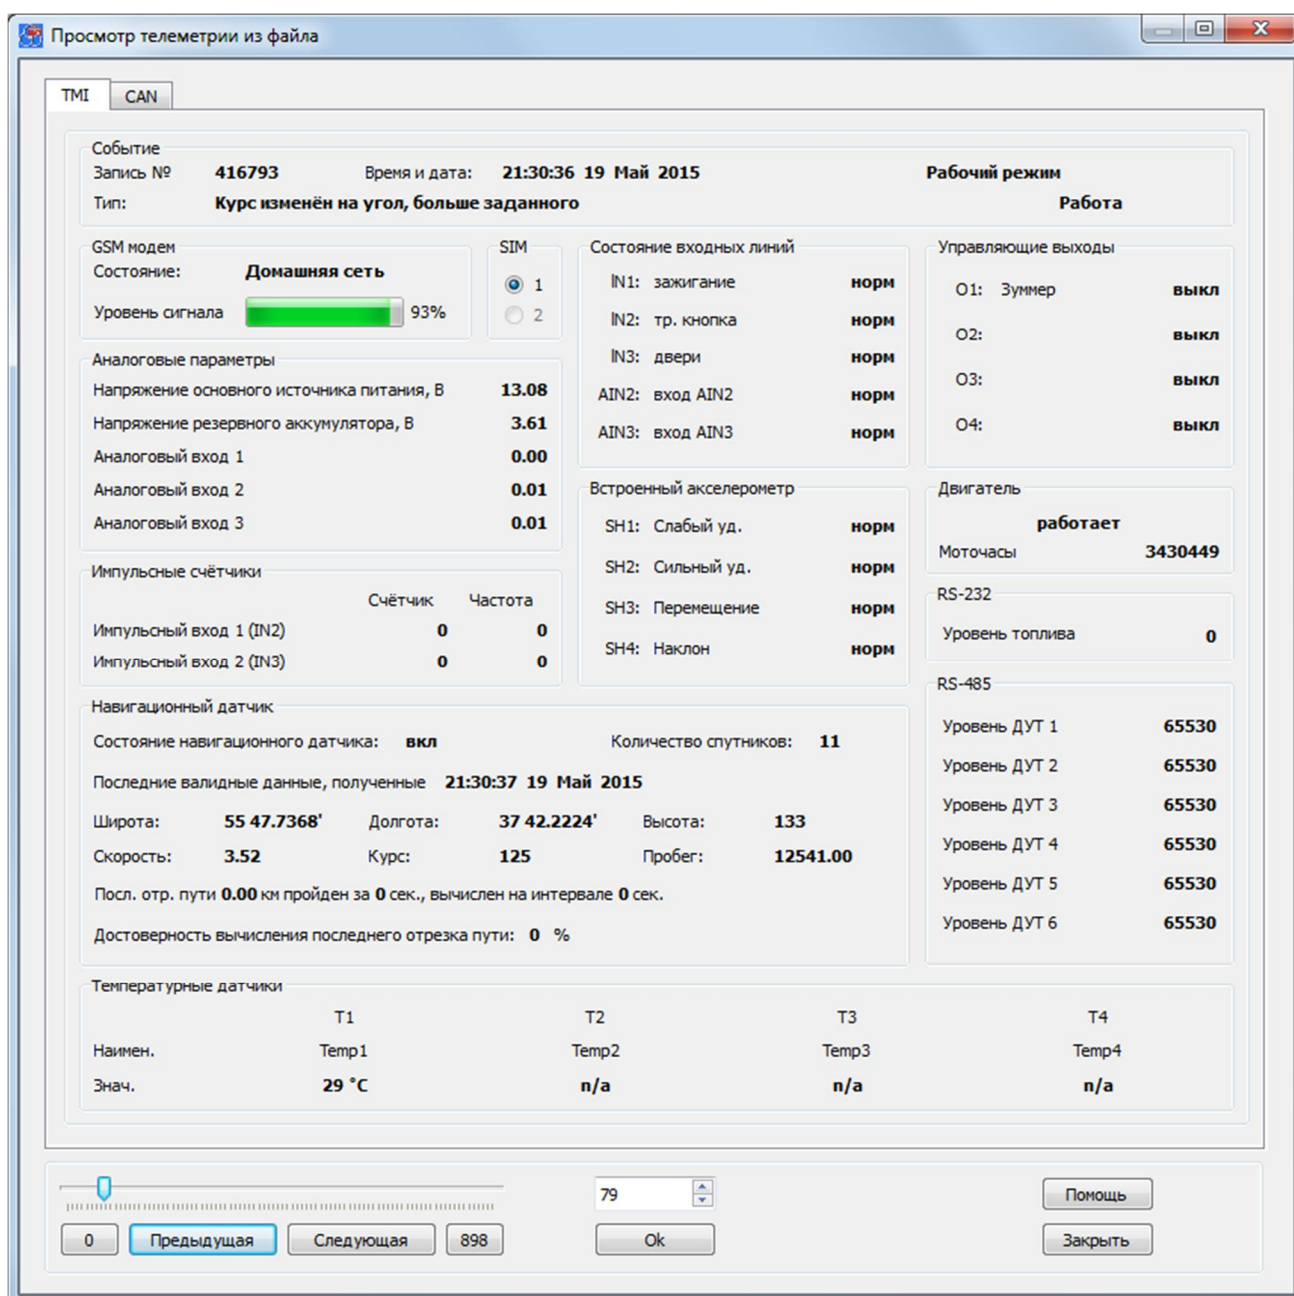 Просмотр телеметрии из файла
TMI CAN
Событие
Запись № 416793 Время и дата: 21:30:36 19 Май 2015 Рабочий режим
Тип: Курс изменён на угол, больше заданного Работа
GSM модем
Состояние: Домашняя сеть
Уровень сигнала 93%
SIM
1
2
Состояние входных линий
IN1: зажигание норм
IN2: тр. кнопка норм
IN3: двери норм
AIN2: вход AIN2 норм
AIN3: вход AIN3 норм
Управляющие выходы
O1: Зуммер выкл
O2: выкл
O3: выкл
O4: выкл
Аналоговые параметры
Напряжение основного источника питания, В 13.08
Напряжение резервного аккумулятора, В 3.61
Аналоговый вход 1 0.00
Аналоговый вход 2 0.01
Аналоговый вход 3 0.01
Встроенный акселерометр
SH1: Слабый уд. норм
SH2: Сильный уд. норм
SH3: Перемещение норм
SH4: Наклон норм
Двигатель
работает
Моточасы 3430449
Импульсные счётчики
Счётчик Частота
Импульсный вход 1 (IN2) 0 0
Импульсный вход 2 (IN3) 0 0
RS-232
Уровень топлива 0
RS-485
Уровень ДУТ 1 65530
Уровень ДУТ 2 65530
Уровень ДУТ 3 65530
Уровень ДУТ 4 65530
Уровень ДУТ 5 65530
Уровень ДУТ 6 65530
Навигационный датчик
Состояние навигационного датчика: вкл Количество спутников: 11
Последние валидные данные, полученные 21:30:37 19 Май 2015
Широта: 55 47.7368' Долгота: 37 42.2224' Высота: 133
Скорость: 3.52 Курс: 125 Пробег: 12541.00
Посл. отр. пути 0.00 км пройден за 0 сек., вычислен на интервале 0 сек.
Достоверность вычисления последнего отрезка пути: 0 %
Температурные датчики
T1 T2 T3 T4
Наимен. Temp1 Temp2 Temp3 Temp4
Знач. 29 °C n/a n/a n/a
79 Помощь
0 Предыдущая Следующая 898 Ok Закрыть